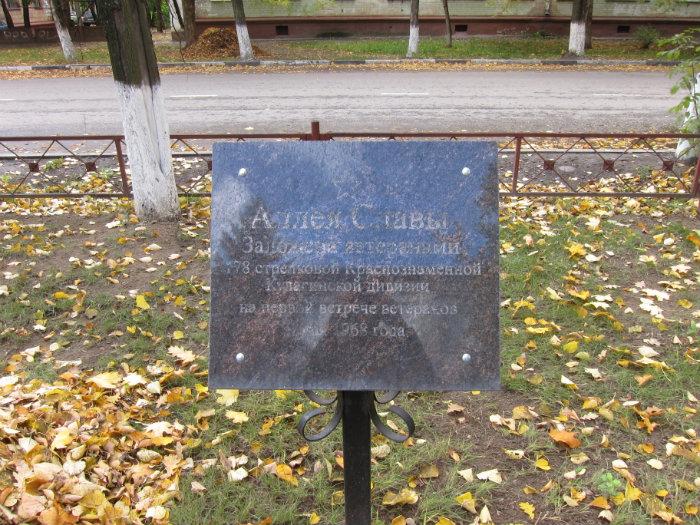 Аллея Славы
Заложена ветеранами
178 стрелковой Краснознаменной
Кулагинской дивизии
на первой встрече ветеранов
1968 года